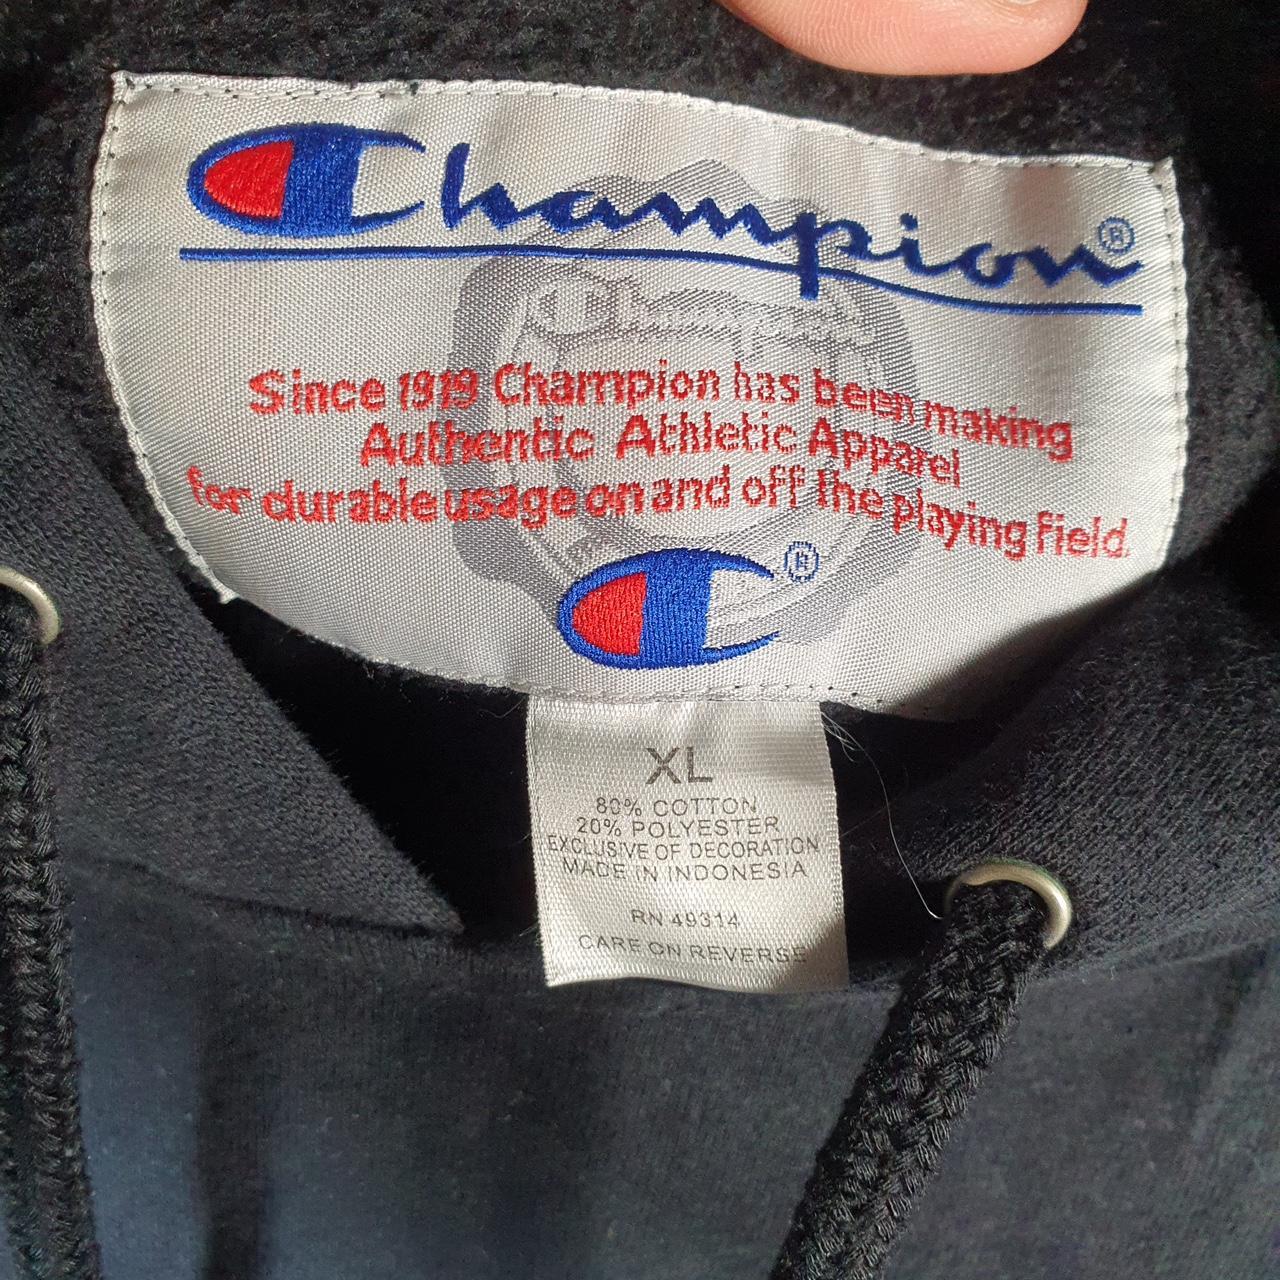 Champion®
Champion
Since 1919 Champion has been making
Authentic Athletic Apparel
for durable usage on and off the playing field.
C®
XL
80% COTTON
20% POLYESTER
EXCLUSIVE OF DECORATION
MADE IN INDONESIA
RN 49314
CARE ON REVERSE